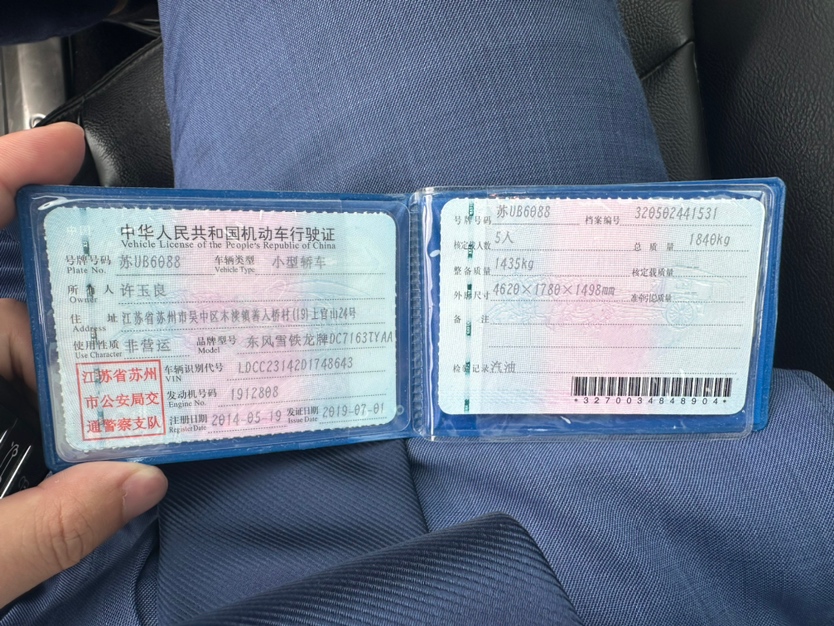 中华人民共和国机动车行驶证
Vehicle License of the People's Republic of China
号牌号码 苏UB6088 车辆类型 小型轿车
Plate No. Vehicle Type
所有人 许玉良
Owner
住址 江苏省苏州市吴中区木渎镇善人桥村(19)上官山24号
Address
使用性质 非营运 品牌型号 东风雪铁龙牌DC7163TYAA
Use Character Model
江苏省苏州
市公安局交
通警察支队
车辆识别代号 LDCC23142D1748643
VIN
发动机号码 1912808
Engine No.
注册日期 2014-05-19 发证日期 2019-07-01
Register Date Issue Date
号牌号码 苏UB6088 档案编号 320502441531
核定载人数 5人 总质量 1840kg
整备质量 1435kg 核定载质量
外廓尺寸 4620×1780×1498mm 准牵引总质量
备注
检验记录 汽油
*3270034848904*